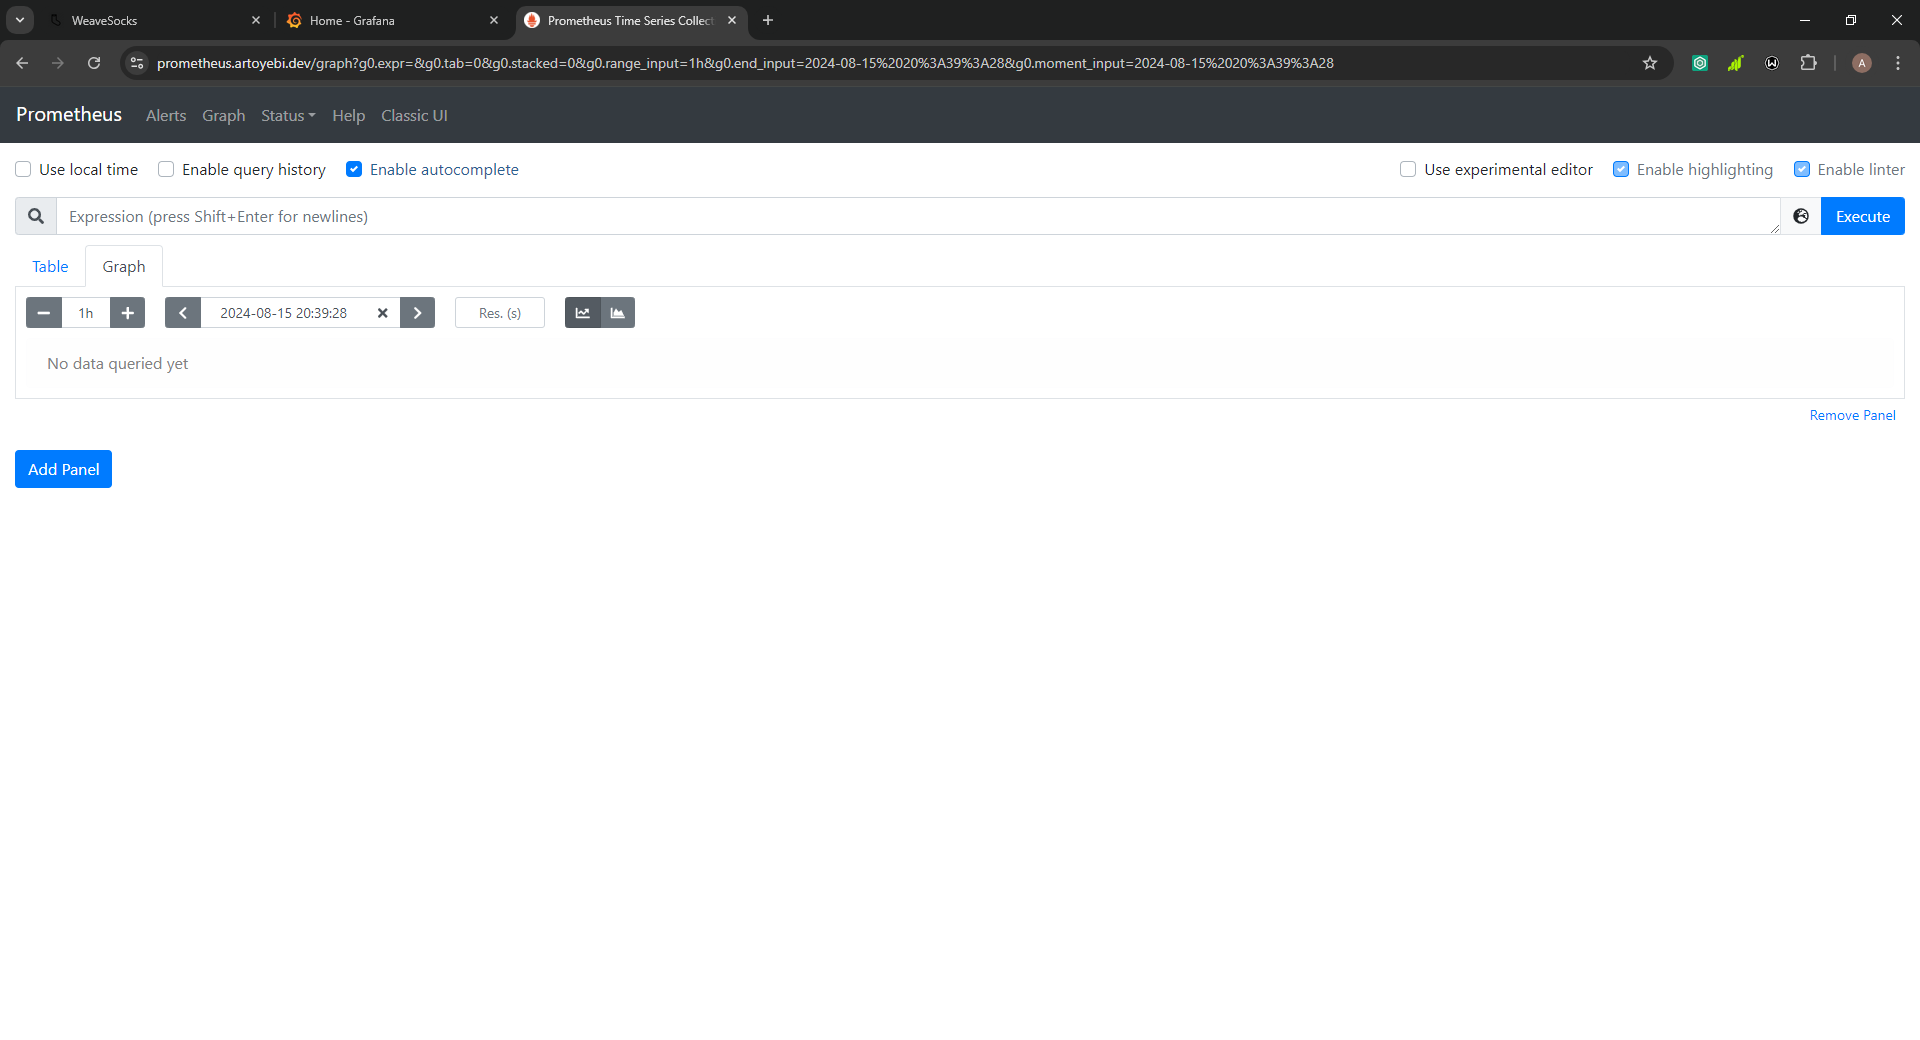 WeaveSocks
Home - Grafana
Prometheus Time Series Collect
prometheus.artoyebi.dev/graph?g0.expr=&g0.tab=0&g0.stacked=0&g0.range_input=1h&g0.end_input=2024-08-15%2020%3A39%3A28&g0.moment_input=2024-08-15%2020%3A39%3A28
A
Prometheus Alerts Graph Status Help Classic UI
Use local time Enable query history Enable autocomplete Use experimental editor Enable highlighting Enable linter
Expression (press Shift+Enter for newlines) Execute
Table Graph
1h 2024-08-15 20:39:28 Res. (s)
No data queried yet
Remove Panel
Add Panel